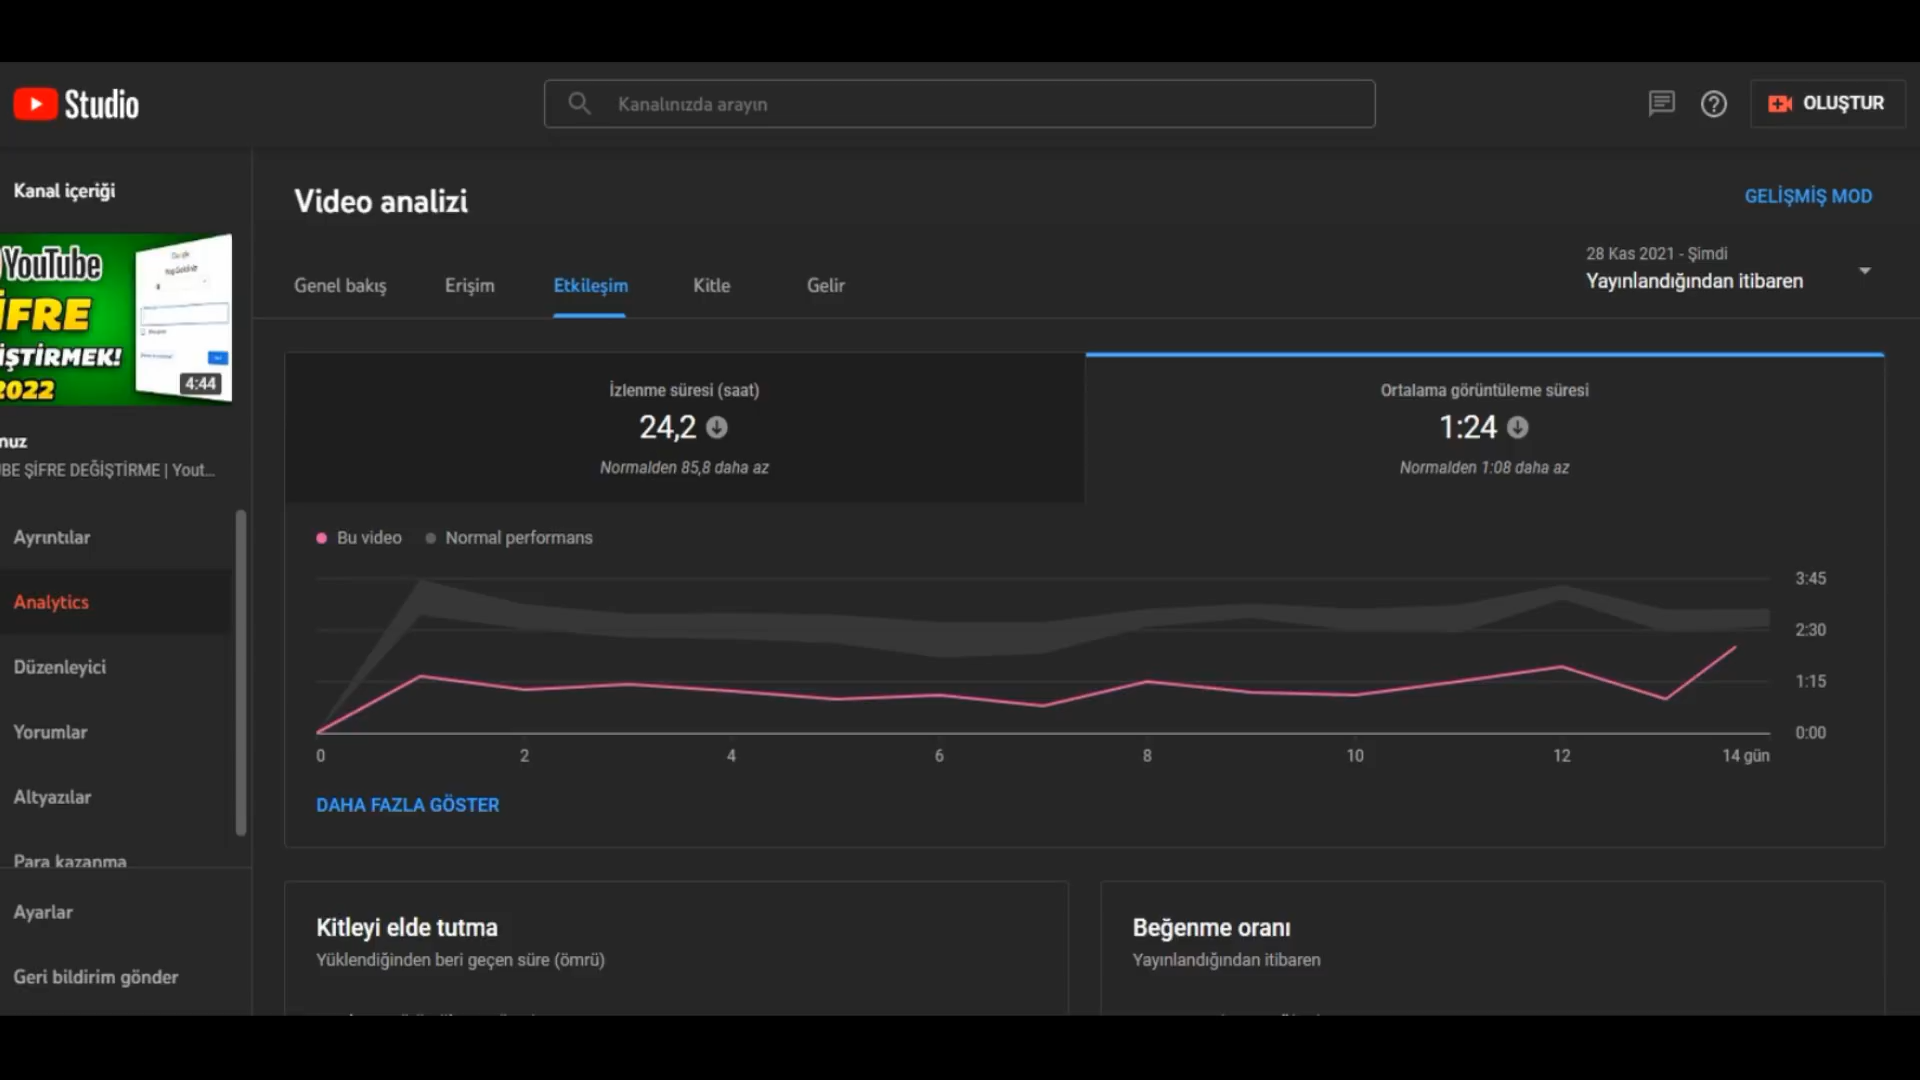 Studio
Kanalınızda arayın
OLUŞTUR
Kanal içeriği
YouTube
İFRE
İŞTİRMEK!
2022
4:44
nuz
BE ŞİFRE DEĞİŞTİRME | Yout...
Ayrıntılar
Analytics
Düzenleyici
Yorumlar
Altyazılar
Para kazanma
Ayarlar
Geri bildirim gönder
Video analizi
GELİŞMİŞ MOD
Genel bakış
Erişim
Etkileşim
Kitle
Gelir
28 Kas 2021 - Şimdi
Yayınlandığından itibaren
İzlenme süresi (saat)
24,2
Normalden 85,8 daha az
Ortalama görüntüleme süresi
1:24
Normalden 1:08 daha az
Bu video
Normal performans
3:45
2:30
1:15
0:00
0 2 4 6 8 10 12 14 gün
DAHA FAZLA GÖSTER
Kitleyi elde tutma
Yüklendiğinden beri geçen süre (ömrü)
Beğenme oranı
Yayınlandığından itibaren